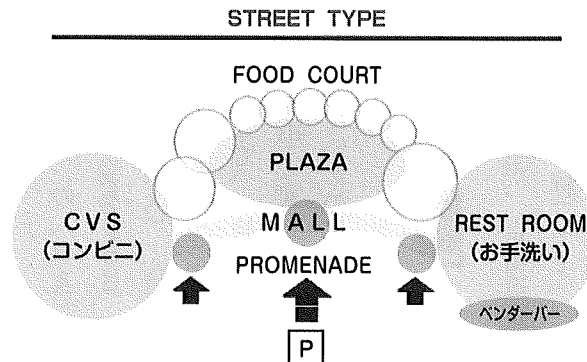 STREET TYPE
FOOD COURT
PLAZA
CVS
(コンビニ)
MALL
REST ROOM
(お手洗い)
PROMENADE
ベンダーバー
P